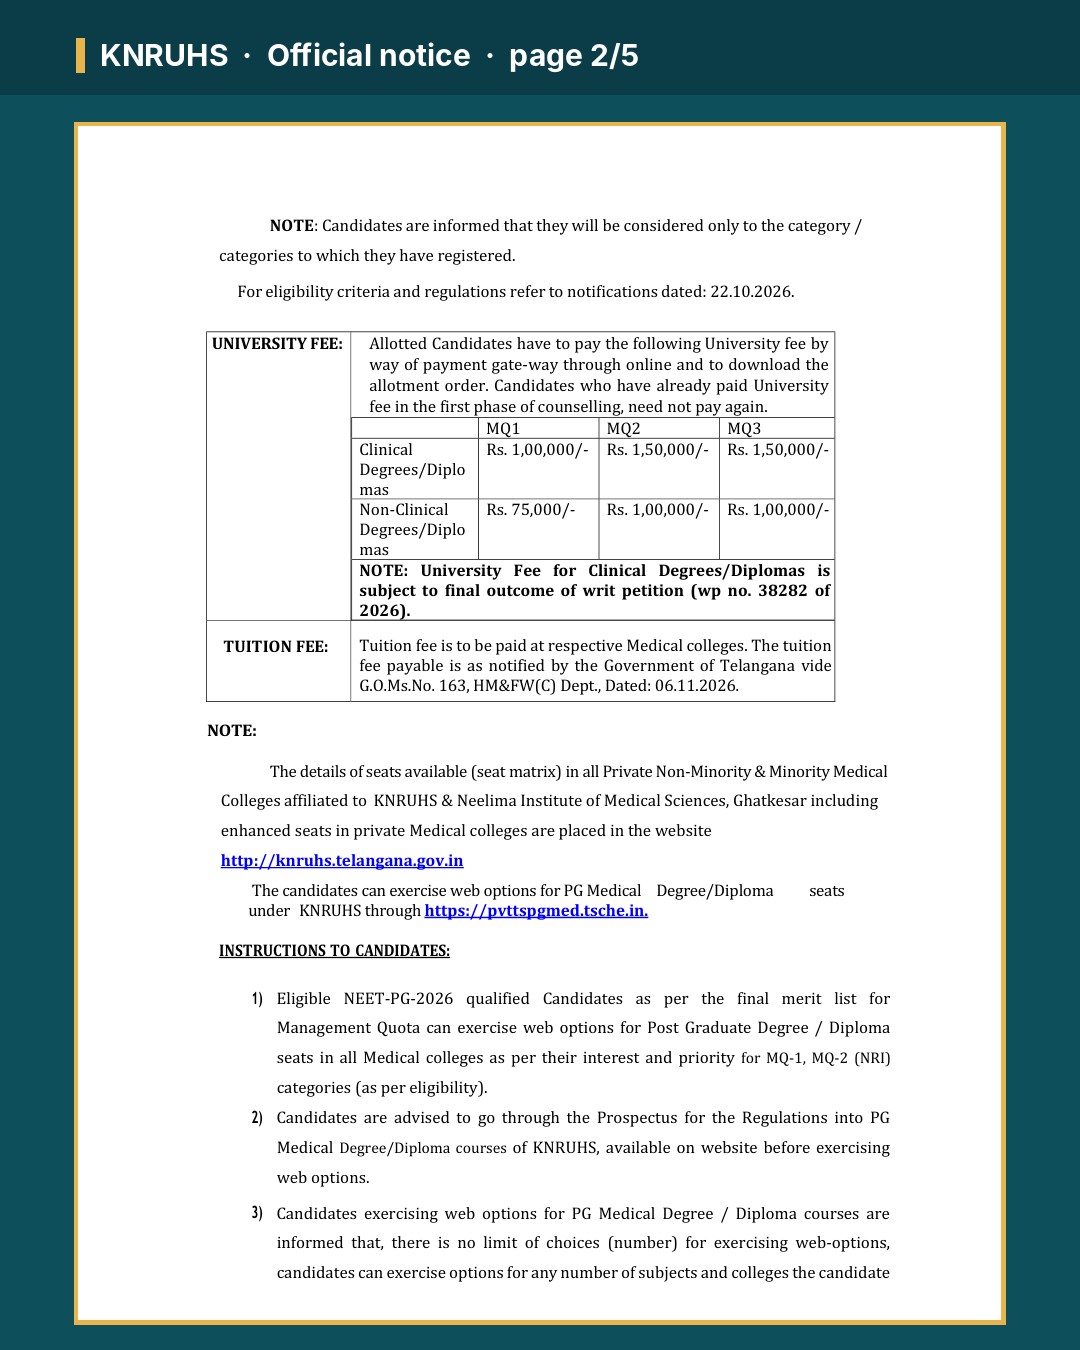 KNRUHS · Official notice · page 2/5
NOTE: Candidates are informed that they will be considered only to the category /
categories to which they have registered.
For eligibility criteria and regulations refer to notifications dated: 22.10.2026.
UNIVERSITY FEE:
Allotted Candidates have to pay the following University fee by
way of payment gate-way through online and to download the
allotment order. Candidates who have already paid University
fee in the first phase of counselling, need not pay again.
MQ1 MQ2 MQ3
Clinical Rs. 1,00,000/- Rs. 1,50,000/- Rs. 1,50,000/-
Degrees/Diplo
mas
Non-Clinical Rs. 75,000/- Rs. 1,00,000/- Rs. 1,00,000/-
Degrees/Diplo
mas
NOTE: University Fee for Clinical Degrees/Diplomas is
subject to final outcome of writ petition (wp no. 38282 of
2026).
TUITION FEE:
Tuition fee is to be paid at respective Medical colleges. The tuition
fee payable is as notified by the Government of Telangana vide
G.O.Ms.No. 163, HM&FW(C) Dept., Dated: 06.11.2026.
NOTE:
The details of seats available (seat matrix) in all Private Non-Minority & Minority Medical
Colleges affiliated to KNRUHS & Neelima Institute of Medical Sciences, Ghatkesar including
enhanced seats in private Medical colleges are placed in the website
http://knruhs.telangana.gov.in
The candidates can exercise web options for PG Medical Degree/Diploma seats
under KNRUHS through https://pvttspgmed.tsche.in.
INSTRUCTIONS TO CANDIDATES:
1) Eligible NEET-PG-2026 qualified Candidates as per the final merit list for
Management Quota can exercise web options for Post Graduate Degree / Diploma
seats in all Medical colleges as per their interest and priority for MQ-1, MQ-2 (NRI)
categories (as per eligibility).
2) Candidates are advised to go through the Prospectus for the Regulations into PG
Medical Degree/Diploma courses of KNRUHS, available on website before exercising
web options.
3) Candidates exercising web options for PG Medical Degree / Diploma courses are
informed that, there is no limit of choices (number) for exercising web-options,
candidates can exercise options for any number of subjects and colleges the candidate